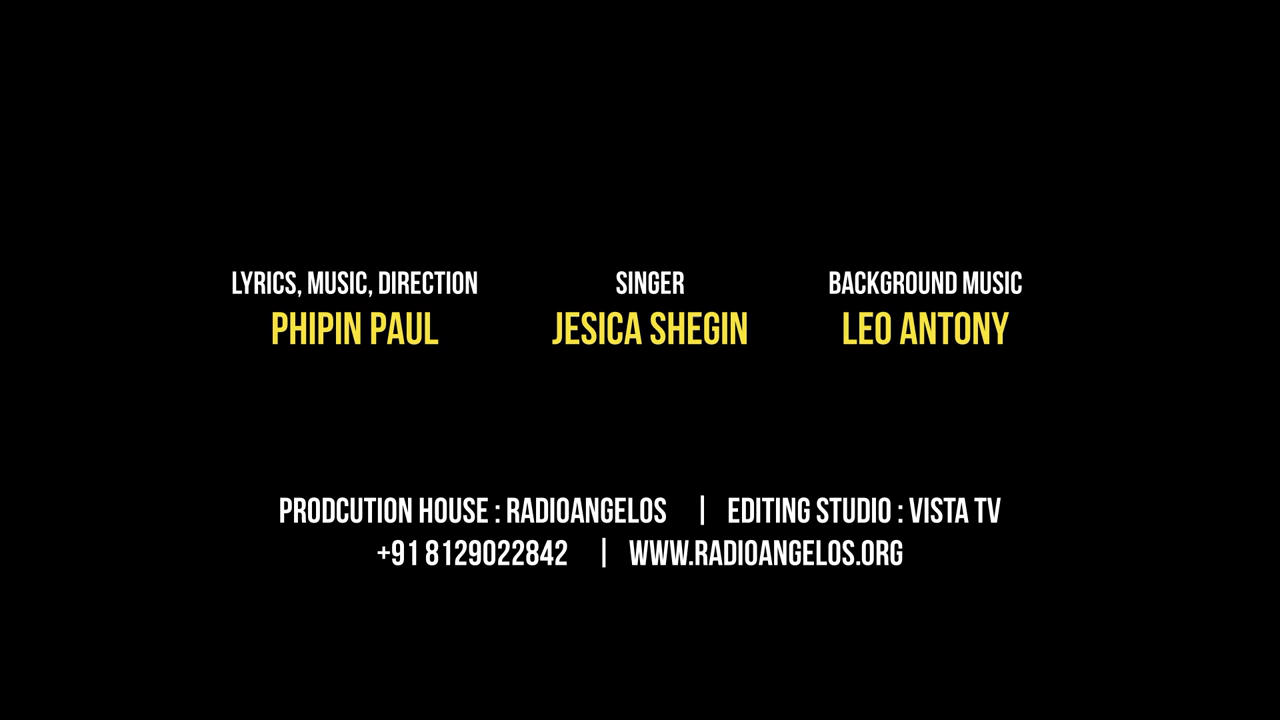 LYRICS, MUSIC, DIRECTION SINGER BACKGROUND MUSIC
PHIPIN PAUL JESICA SHEGIN LEO ANTONY
PRODCUTION HOUSE : RADIOANGELOS | EDITING STUDIO : VISTA TV
+91 8129022842 | WWW.RADIOANGELOS.ORG